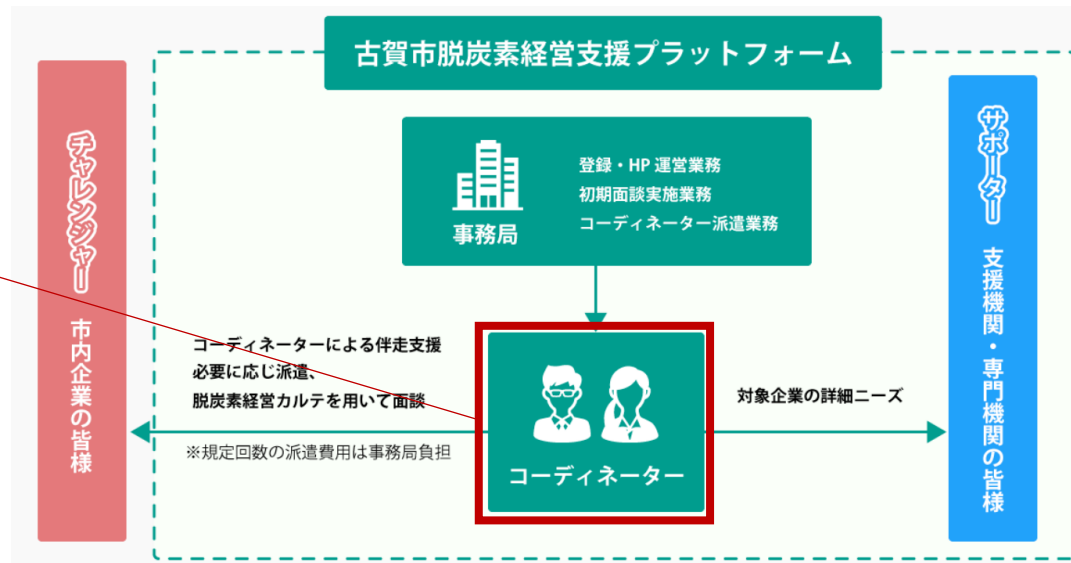 古賀市脱炭素経営支援プラットフォーム
チャレンジャー 市内企業の皆様
事務局
登録・HP 運営業務
初期面談実施業務
コーディネーター派遣業務
コーディネーターによる伴走支援
必要に応じ派遣、
脱炭素経営カルテを用いて面談
※規定回数の派遣費用は事務局負担
コーディネーター
対象企業の詳細ニーズ
サポーター 支援機関・専門機関の皆様